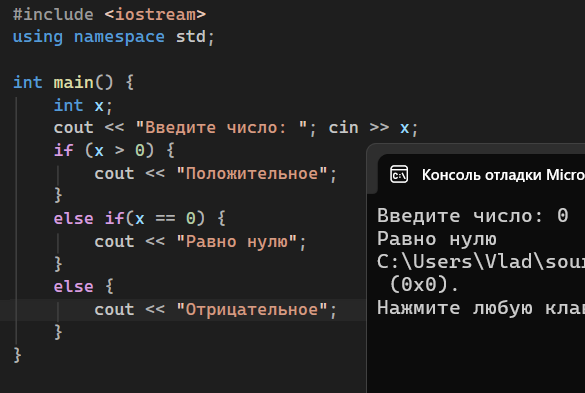 #include <iostream>
using namespace std;
int main() {
int x;
cout << "Введите число: "; cin >> x;
if (x > 0) {
cout << "Положительное";
}
else if(x == 0) {
cout << "Равно нулю";
}
else {
cout << "Отрицательное";
}
}
Консоль отладки Micro
Введите число: 0
Равно нулю
C:\Users\Vlad\sou
(0x0).
Нажмите любую